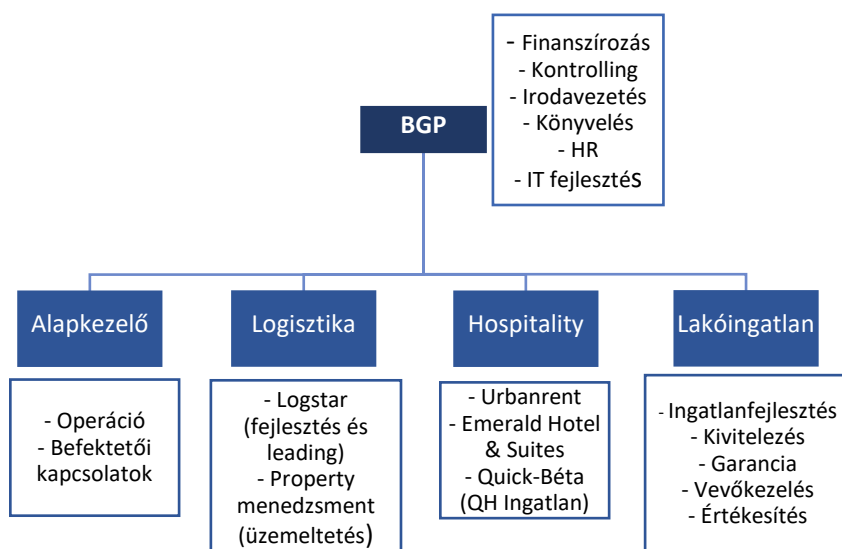 - Finanszírozás
- Kontrolling
- Irodavezetés
- Könyvelés
- HR
- IT fejlesztés
BGP
Alapkezelő
Logisztika
Hospitality
Lakóingatlan
- Operáció
- Befektetői
kapcsolatok
- Logstar
(fejlesztés és
leading)
- Property
menedzsment
(üzemeltetés)
- Urbanrent
- Emerald Hotel
& Suites
- Quick-Béta
(QH Ingatlan)
- Ingatlanfejlesztés
- Kivitelezés
- Garancia
- Vevőkezelés
- Értékesítés